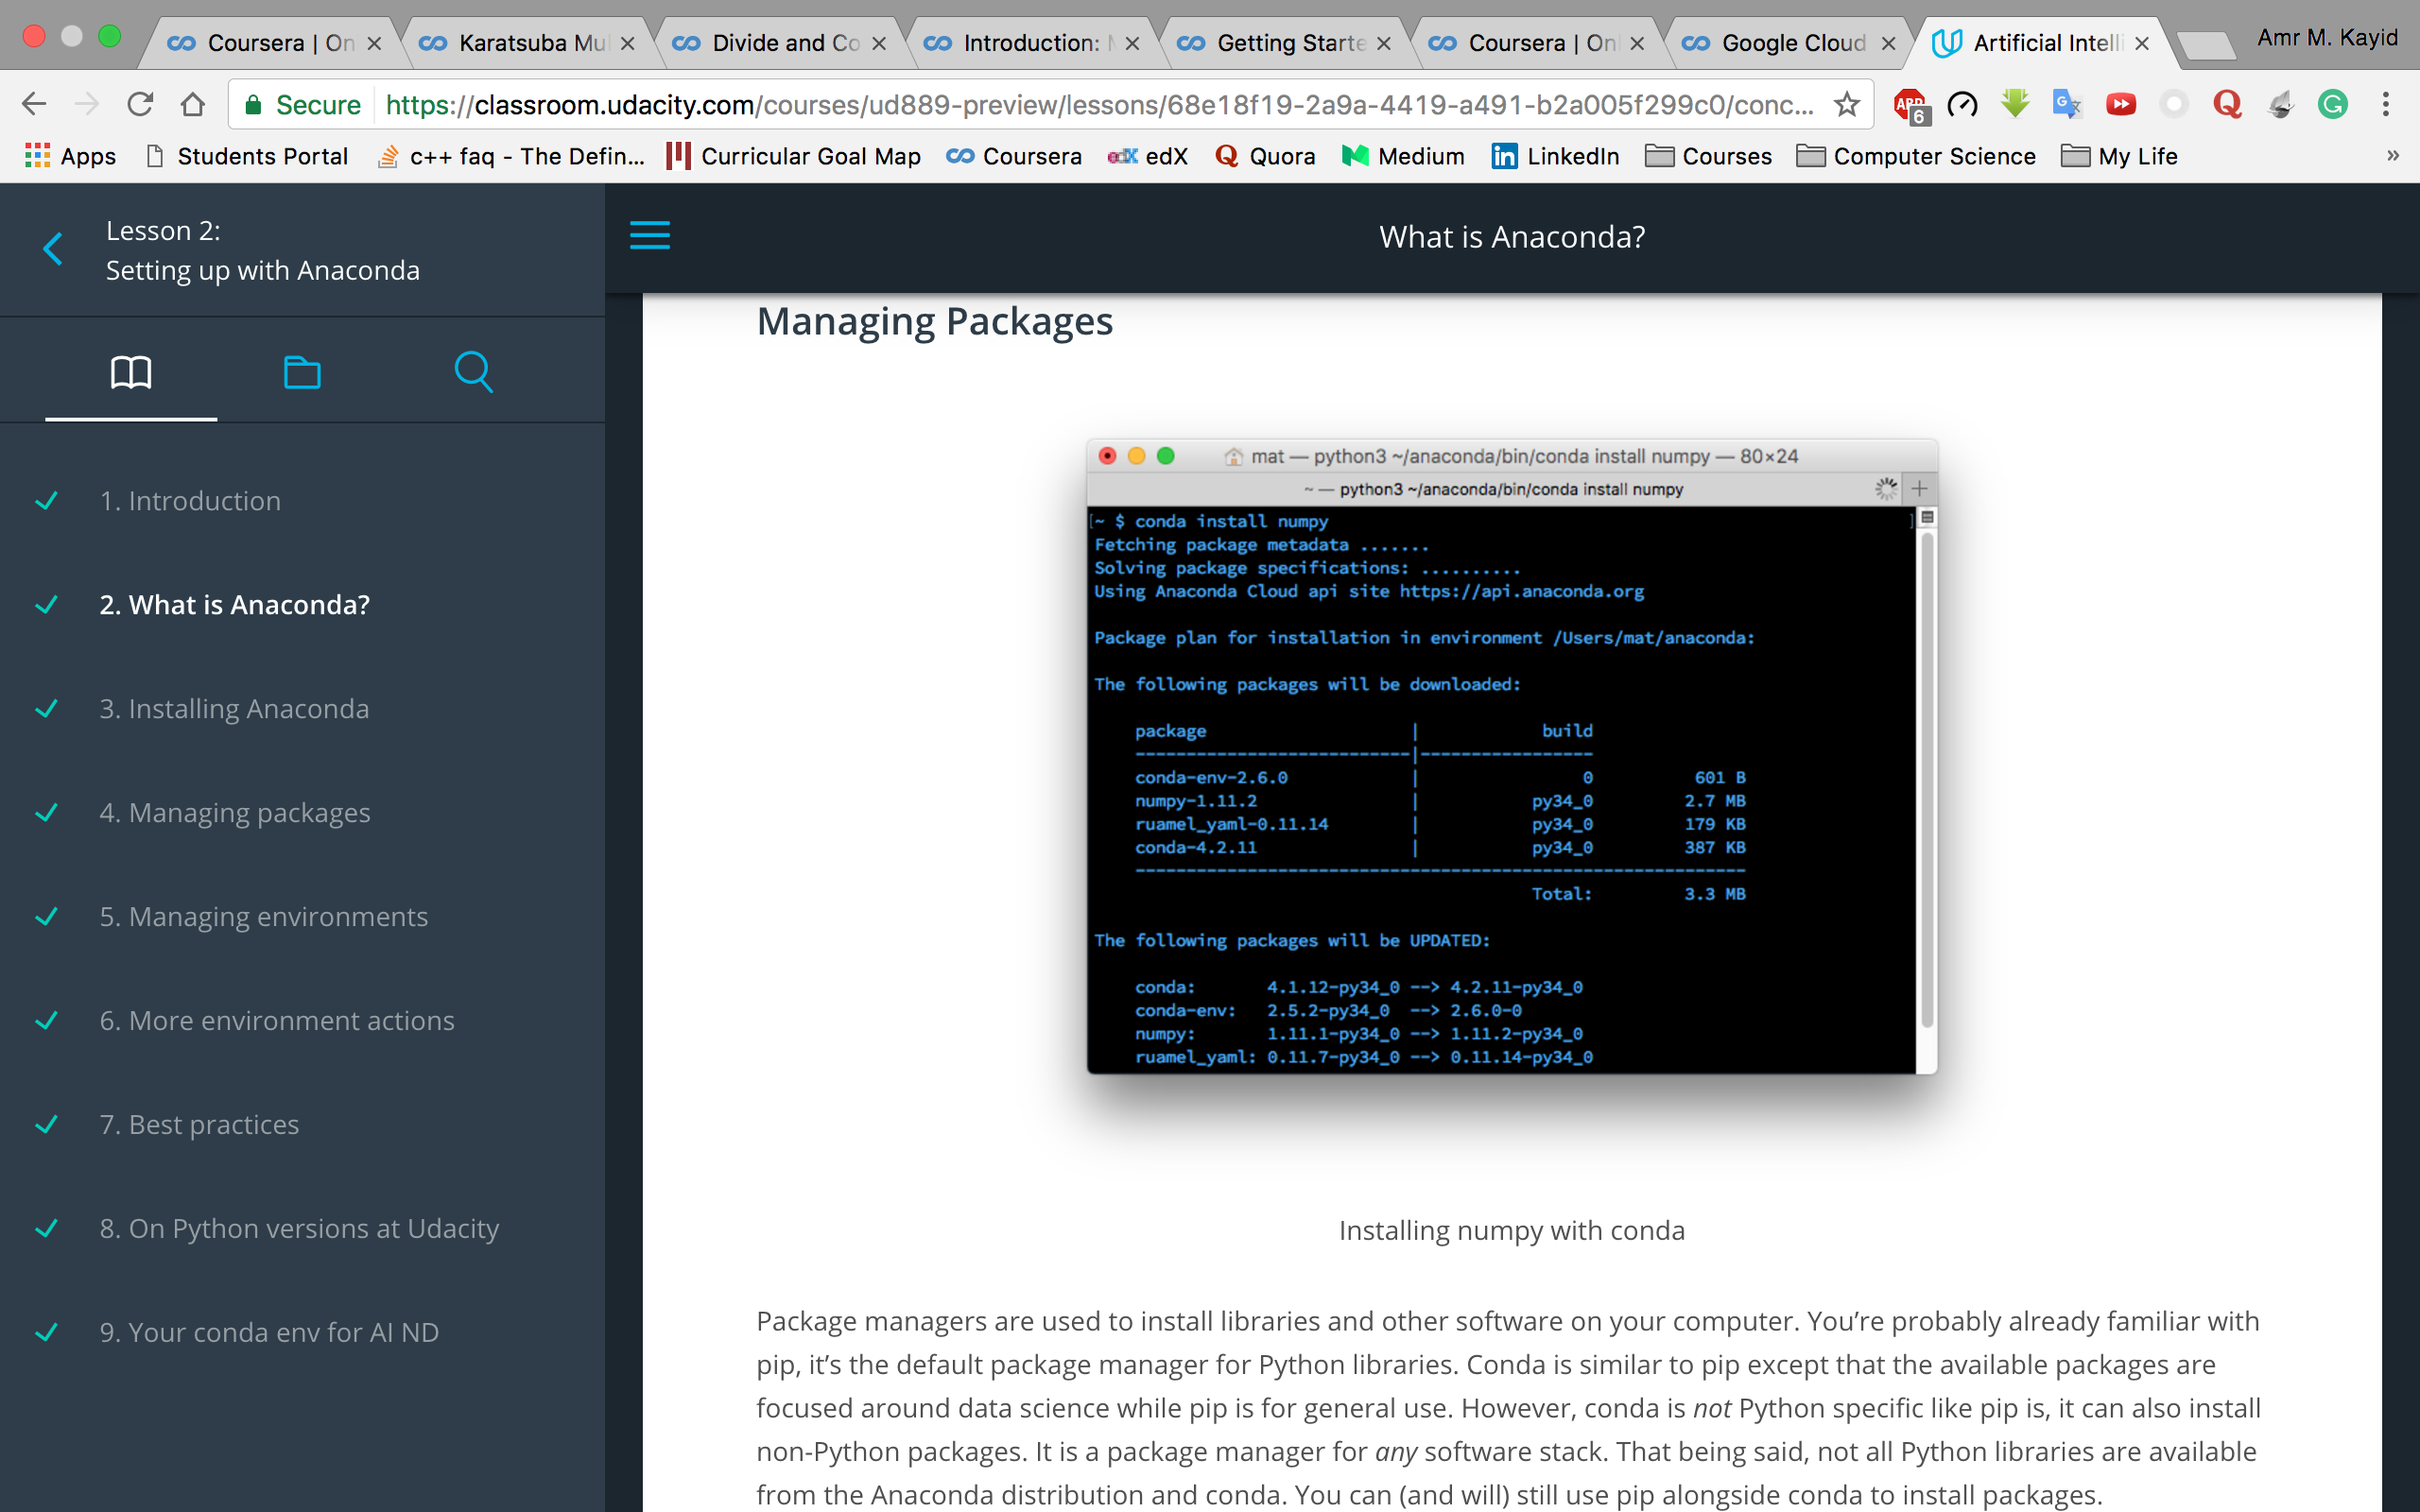 Coursera | On
Karatsuba Mul
Divide and Co
Introduction: M
Getting Starte
Coursera | Onl
Google Cloud
Artificial Intelli
Amr M. Kayid
Secure
https://classroom.udacity.com/courses/ud889-preview/lessons/68e18f19-2a9a-4419-a491-b2a005f299c0/conc...
ABP
6
Apps
Students Portal
c++ faq - The Defin...
Curricular Goal Map
Coursera
edX
Quora
Medium
LinkedIn
Courses
Computer Science
My Life
»
Lesson 2:
Setting up with Anaconda
What is Anaconda?
1. Introduction
2. What is Anaconda?
3. Installing Anaconda
4. Managing packages
5. Managing environments
6. More environment actions
7. Best practices
8. On Python versions at Udacity
9. Your conda env for AI ND
Managing Packages
mat — python3 ~/anaconda/bin/conda install numpy — 80×24
~ — python3 ~/anaconda/bin/conda install numpy
[~ $ conda install numpy ]
Fetching package metadata .......
Solving package specifications: ..........
Using Anaconda Cloud api site https://api.anaconda.org
Package plan for installation in environment /Users/mat/anaconda:
The following packages will be downloaded:
package | build
---------------------------|-----------------
conda-env-2.6.0 | 0 601 B
numpy-1.11.2 | py34_0 2.7 MB
ruamel_yaml-0.11.14 | py34_0 179 KB
conda-4.2.11 | py34_0 387 KB
------------------------------------------------------------
Total: 3.3 MB
The following packages will be UPDATED:
conda: 4.1.12-py34_0 --> 4.2.11-py34_0
conda-env: 2.5.2-py34_0 --> 2.6.0-0
numpy: 1.11.1-py34_0 --> 1.11.2-py34_0
ruamel_yaml: 0.11.7-py34_0 --> 0.11.14-py34_0
Installing numpy with conda
Package managers are used to install libraries and other software on your computer. You’re probably already familiar with
pip, it’s the default package manager for Python libraries. Conda is similar to pip except that the available packages are
focused around data science while pip is for general use. However, conda is not Python specific like pip is, it can also install
non-Python packages. It is a package manager for any software stack. That being said, not all Python libraries are available
from the Anaconda distribution and conda. You can (and will) still use pip alongside conda to install packages.